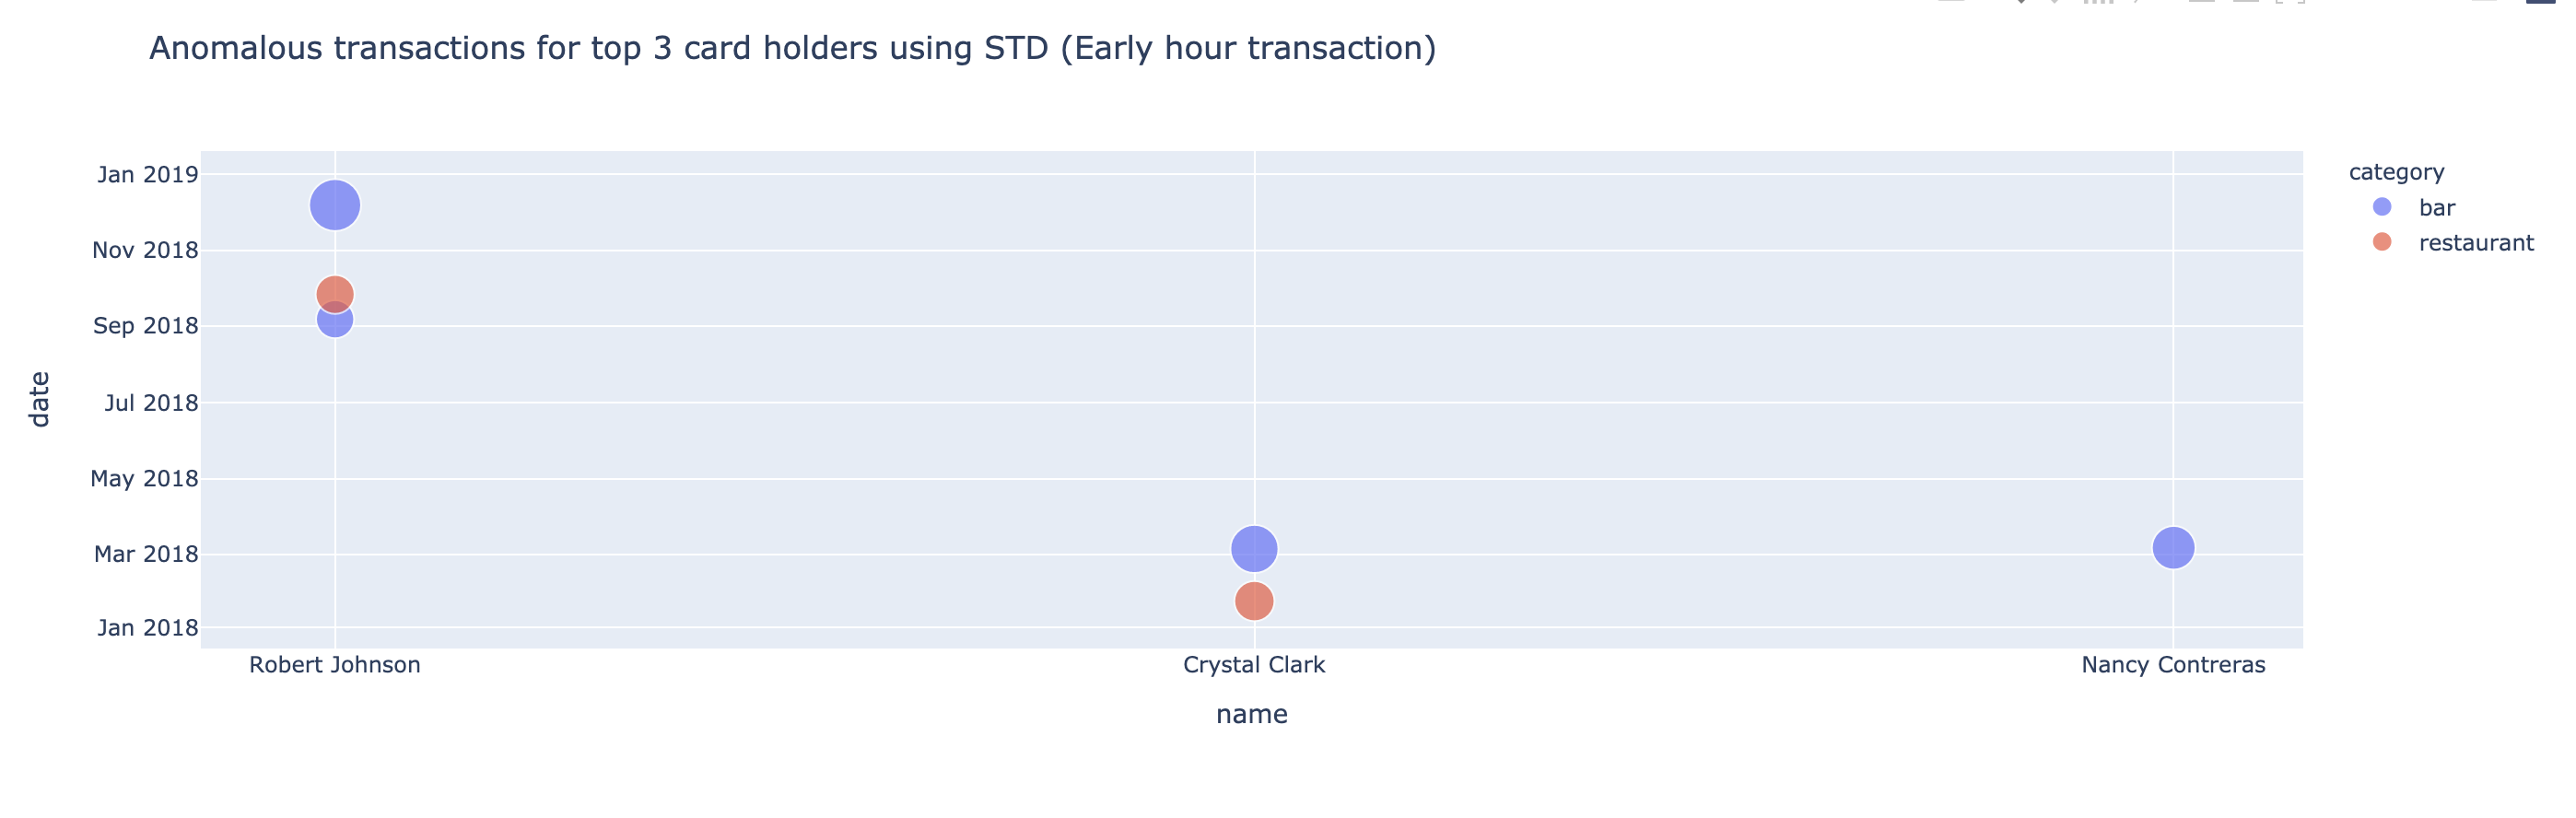 Anomalous transactions for top 3 card holders using STD (Early hour transaction)
Jan 2019
Nov 2018
Sep 2018
Jul 2018
May 2018
Mar 2018
Jan 2018
date
Robert Johnson
Crystal Clark
Nancy Contreras
name
category
bar
restaurant